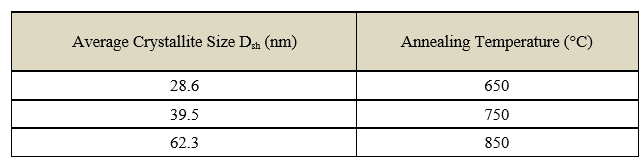 Average Crystallite Size Dsh (nm) Annealing Temperature (°C)
28.6 650
39.5 750
62.3 850